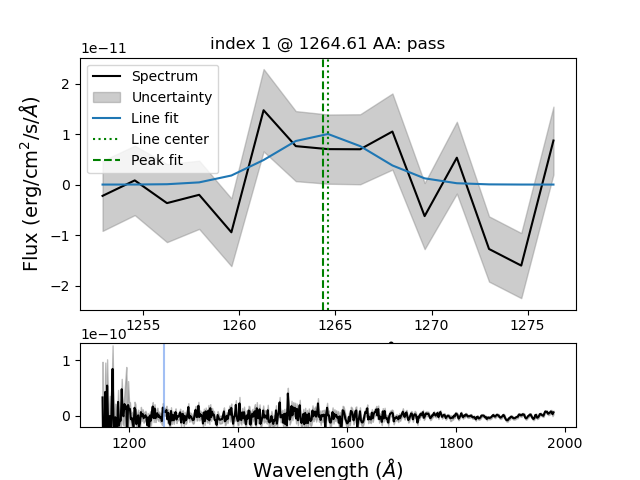 index 1 @ 1264.61 AA: pass
1e−11
Spectrum
Uncertainty
Line fit
Line center
Peak fit
2
1
0
−1
−2
Flux (erg/cm²/s/Å)
1255 1260 1265 1270 1275
1e−10
1
0
1200 1400 1600 1800 2000
Wavelength (Å)